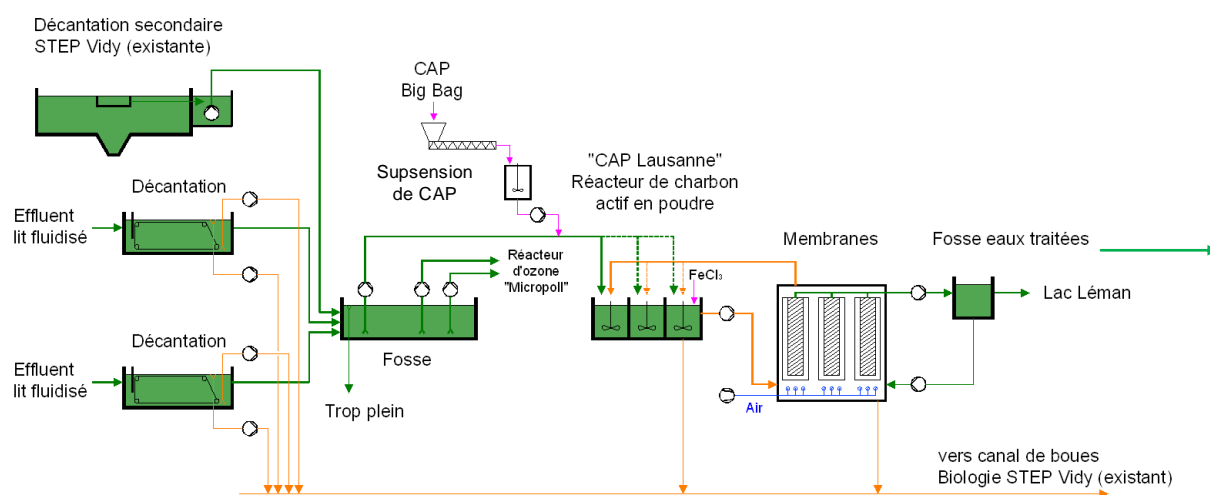 Décantation secondaire
STEP Vidy (existante)
CAP
Big Bag
"CAP Lausanne"
Réacteur de charbon
actif en poudre
Supsension
de CAP
Décantation
Effluent
lit fluidisé
Membranes
Fosse eaux traitées
Réacteur
d'ozone
"Micropoll"
FeCl₃
Lac Léman
Décantation
Fosse
Effluent
lit fluidisé
Trop plein
Air
vers canal de boues
Biologie STEP Vidy (existant)